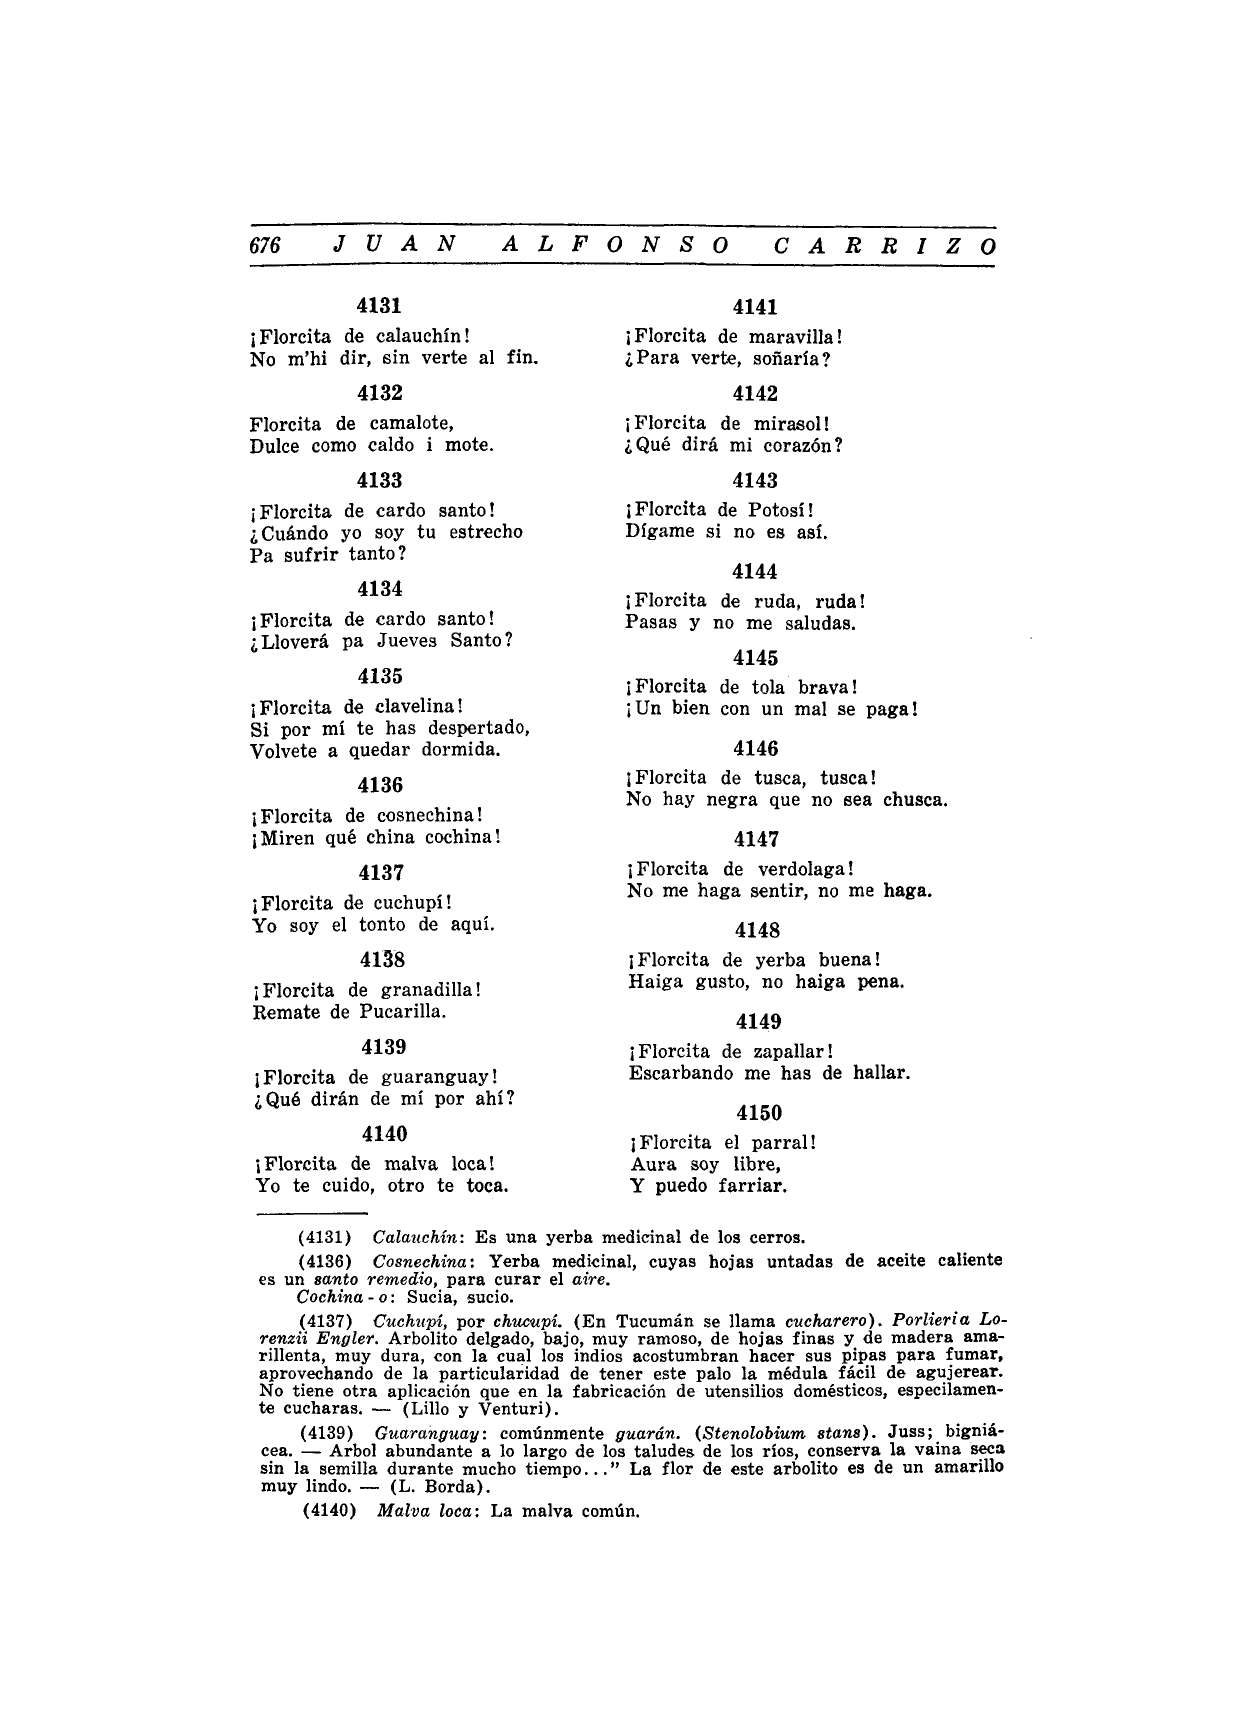 676 JUAN ALFONSO CARRIZO
4131
¡Florcita de calauchín!
No m'hi dir, sin verte al fin.
4132
Florcita de camalote,
Dulce como caldo i mote.
4133
¡Florcita de cardo santo!
¿Cuándo yo soy tu estrecho
Pa sufrir tanto?
4134
¡Florcita de cardo santo!
¿Lloverá pa Jueves Santo?
4135
¡Florcita de clavelina!
Si por mí te has despertado,
Volvete a quedar dormida.
4136
¡Florcita de cosnechina!
¡Miren qué china cochina!
4137
¡Florcita de cuchupí!
Yo soy el tonto de aquí.
4138
¡Florcita de granadilla!
Remate de Pucarilla.
4139
¡Florcita de guaranguay!
¿Qué dirán de mí por ahí?
4140
¡Florcita de malva loca!
Yo te cuido, otro te toca.
4141
¡Florcita de maravilla!
¿Para verte, soñaría?
4142
¡Florcita de mirasol!
¿Qué dirá mi corazón?
4143
¡Florcita de Potosí!
Dígame si no es así.
4144
¡Florcita de ruda, ruda!
Pasas y no me saludas.
4145
¡Florcita de tola brava!
¡Un bien con un mal se paga!
4146
¡Florcita de tusca, tusca!
No hay negra que no sea chusca.
4147
¡Florcita de verdolaga!
No me haga sentir, no me haga.
4148
¡Florcita de yerba buena!
Haiga gusto, no haiga pena.
4149
¡Florcita de zapallar!
Escarbando me has de hallar.
4150
¡Florcita el parral!
Aura soy libre,
Y puedo farriar.
(4131) Calauchín: Es una yerba medicinal de los cerros.
(4136) Cosnechina: Yerba medicinal, cuyas hojas untadas de aceite caliente
es un santo remedio, para curar el aire.
Cochina - o: Sucia, sucio.
(4137) Cuchupí, por chucupí. (En Tucumán se llama cucharero). Porlieria Lo-
renzii Engler. Arbolito delgado, bajo, muy ramoso, de hojas finas y de madera ama-
rillenta, muy dura, con la cual los indios acostumbran hacer sus pipas para fumar,
aprovechando de la particularidad de tener este palo la médula fácil de agujerear.
No tiene otra aplicación que en la fabricación de utensilios domésticos, especilamen-
te cucharas. — (Lillo y Venturi).
(4139) Guaranguay: comúnmente guarán. (Stenolobium stans). Juss; bigniá-
cea. — Arbol abundante a lo largo de los taludes de los ríos, conserva la vaina seca
sin la semilla durante mucho tiempo..." La flor de este arbolito es de un amarillo
muy lindo. — (L. Borda).
(4140) Malva loca: La malva común.